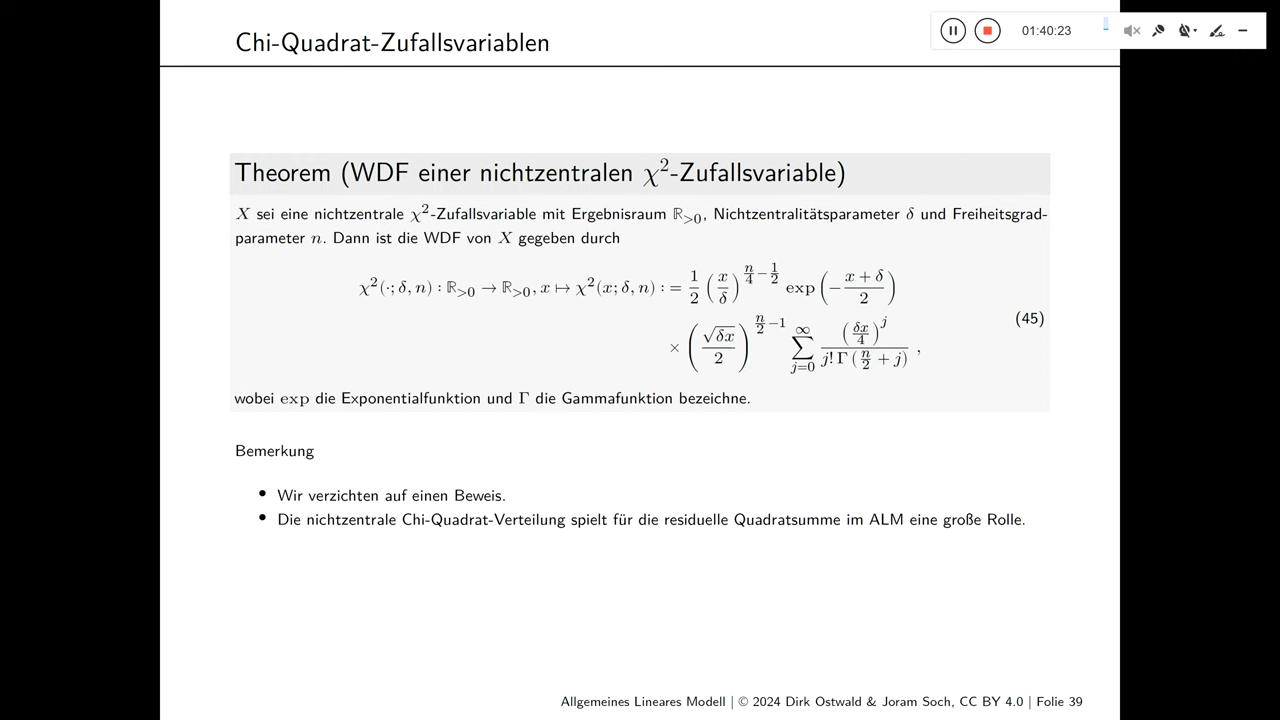 Chi-Quadrat-Zufallsvariablen
01:40:23
Theorem (WDF einer nichtzentralen χ²-Zufallsvariable)
X sei eine nichtzentrale χ²-Zufallsvariable mit Ergebnisraum ℝ>0, Nichtzentralitätsparameter δ und Freiheitsgrad-
parameter n. Dann ist die WDF von X gegeben durch
χ²(·; δ, n) : ℝ>0 → ℝ>0, x ↦ χ²(x; δ, n) := 1/2 (x/δ)^(n/4 − 1/2) exp(−(x + δ)/2)
× (√(δx)/2)^(n/2 − 1) ∑_{j=0}^{∞} (δx/4)^j / (j! Γ(n/2 + j)) , (45)
wobei exp die Exponentialfunktion und Γ die Gammafunktion bezeichne.
Bemerkung
• Wir verzichten auf einen Beweis.
• Die nichtzentrale Chi-Quadrat-Verteilung spielt für die residuelle Quadratsumme im ALM eine große Rolle.
Allgemeines Lineares Modell | © 2024 Dirk Ostwald & Joram Soch, CC BY 4.0 | Folie 39